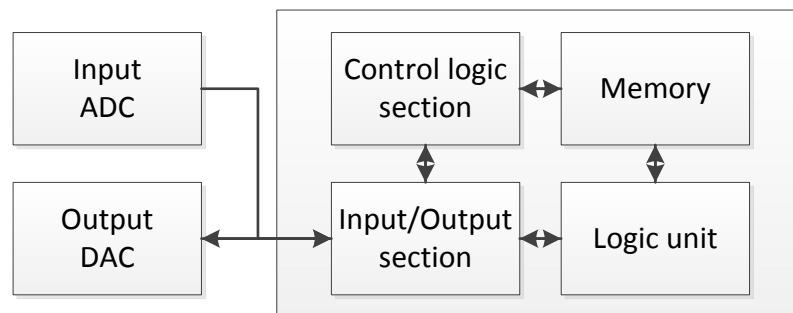 Input
ADC
Control logic
section
Memory
Output
DAC
Input/Output
section
Logic unit